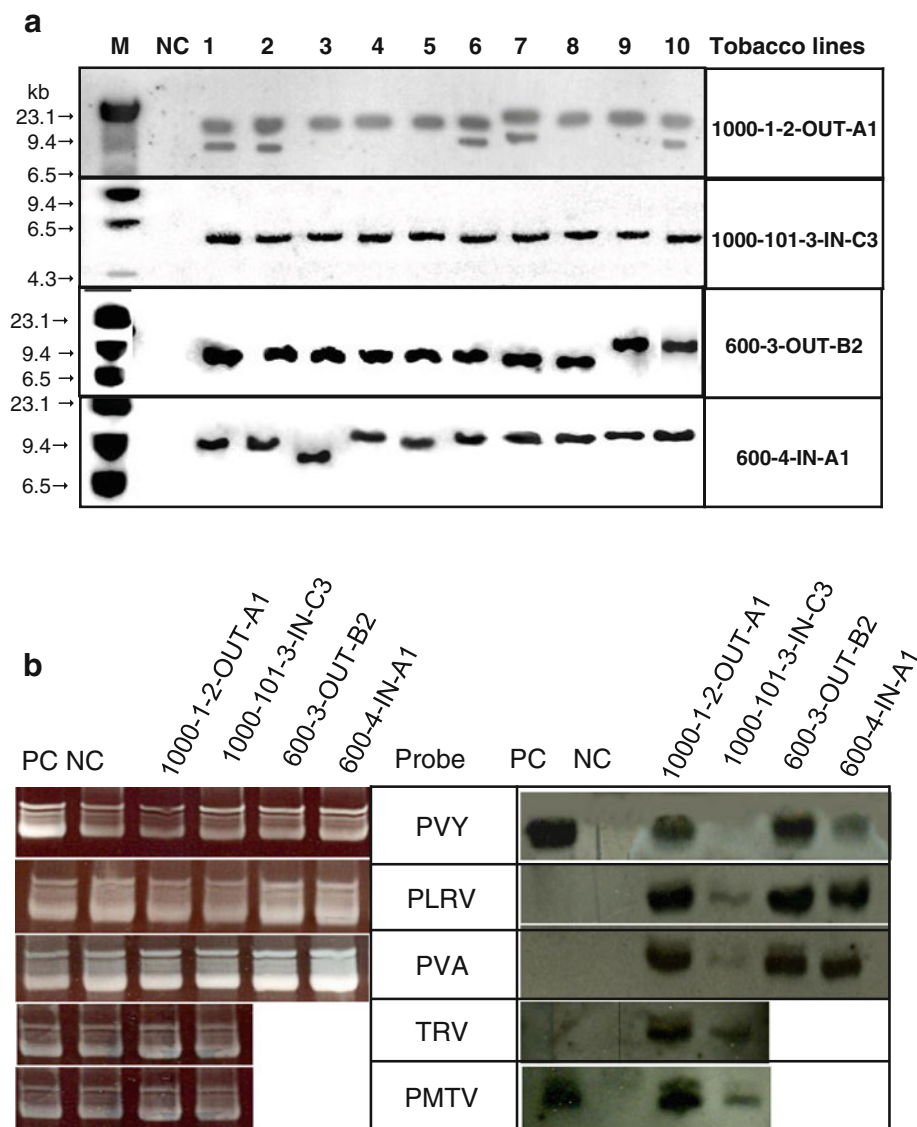 a
M NC 1 2 3 4 5 6 7 8 9 10 Tobacco lines
kb
23.1→
9.4→
6.5→
1000-1-2-OUT-A1
9.4→
6.5→
4.3→
1000-101-3-IN-C3
23.1→
9.4→
6.5→
600-3-OUT-B2
23.1→
9.4→
6.5→
600-4-IN-A1
b
PC NC 1000-1-2-OUT-A1 1000-101-3-IN-C3 600-3-OUT-B2 600-4-IN-A1 Probe PC NC 1000-1-2-OUT-A1 1000-101-3-IN-C3 600-3-OUT-B2 600-4-IN-A1
PVY
PLRV
PVA
TRV
PMTV